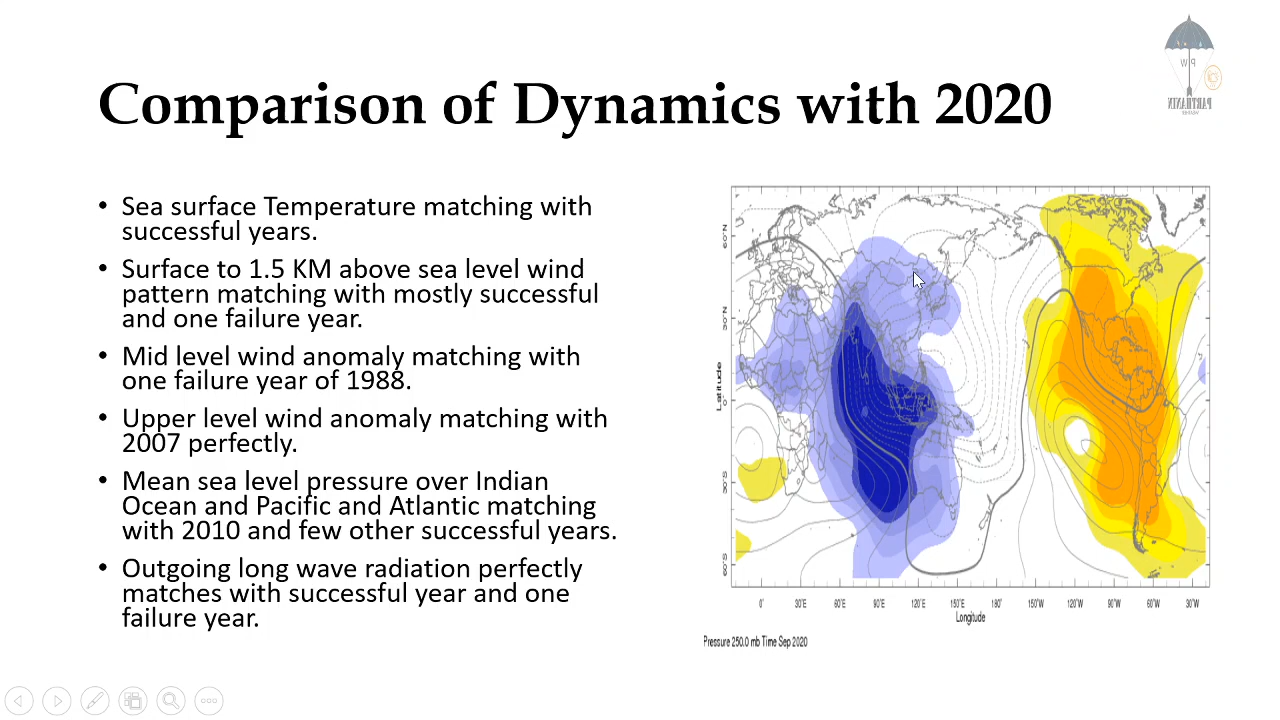 Comparison of Dynamics with 2020
• Sea surface Temperature matching with
successful years.
• Surface to 1.5 KM above sea level wind
pattern matching with mostly successful
and one failure year.
• Mid level wind anomaly matching with
one failure year of 1988.
• Upper level wind anomaly matching with
2007 perfectly.
• Mean sea level pressure over Indian
Ocean and Pacific and Atlantic matching
with 2010 and few other successful years.
• Outgoing long wave radiation perfectly
matches with successful year and one
failure year.
P W
PARTHAVIN
WEATHER
60°N
30°N
Latitude
0°
30°S
60°S
0° 30°E 60°E 90°E 120°E 150°E 180° 150°W 120°W 90°W 60°W 30°W
Longitude
Pressure 250.0 mb Time Sep 2020